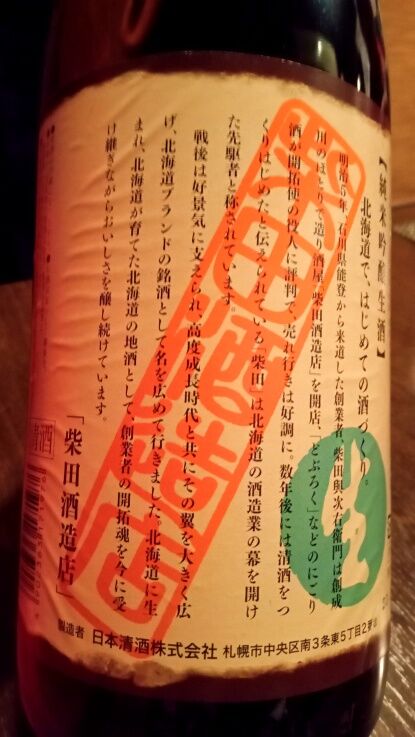 【純米吟醸生酒】
北海道で、はじめての酒づくり。
明治5年、石川県能登から来道した創業者、柴田與次右衛門は創成
川のほとりで造り酒屋「柴田酒造店」を開店、「どぶろく」などのにごり
酒が開拓使の役人に評判で、売れ行きは好調に。数年後には清酒をつ
くりはじめたと伝えられている「柴田」は北海道の酒造業の幕を開け
た先駆者と称されています。
戦後は好景気に支えられ、高度成長時代と共にその翼を大きく広
げ、北海道ブランドの銘酒として名を広めて行きました。北海道に生
まれ、北海道が育てた北海道の地酒として、創業者の開拓魂を今に受
け継ぎながらおいしさを醸し続けています。
「柴田酒造店」
清酒
柴田酒造店
生
製造者 日本清酒株式会社 札幌市中央区南3条東5丁目2番地